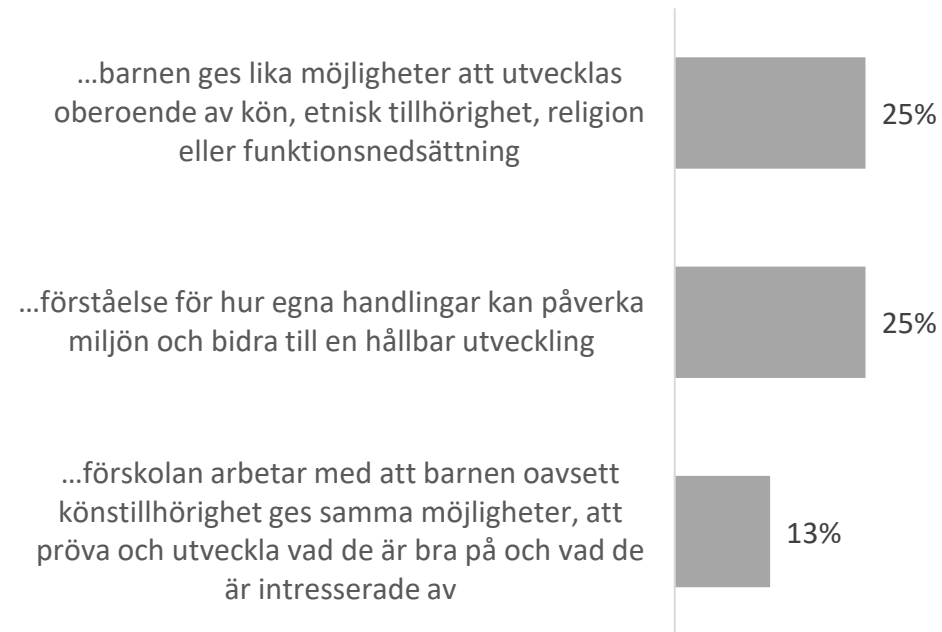 ...barnen ges lika möjligheter att utvecklas
oberoende av kön, etnisk tillhörighet, religion
eller funktionsnedsättning
25%
...förståelse för hur egna handlingar kan påverka
miljön och bidra till en hållbar utveckling
25%
...förskolan arbetar med att barnen oavsett
könstillhörighet ges samma möjligheter, att
pröva och utveckla vad de är bra på och vad de
är intresserade av
13%